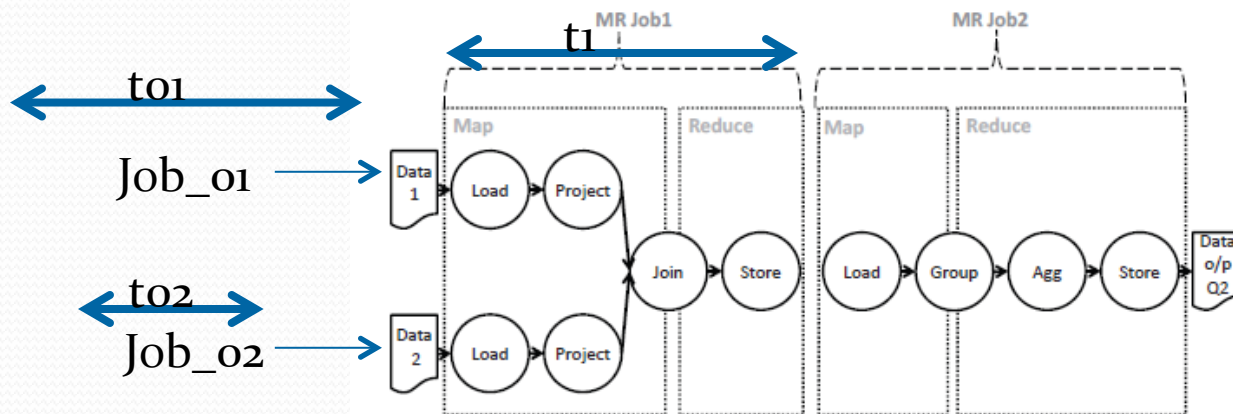 MR Job1
MR Job2
t1
t01
Map
Reduce
Map
Reduce
Job_01
Data
1
Load
Project
Join
Store
Load
Group
Agg
Store
Data
o/p
Q2
t02
Job_02
Data
2
Load
Project